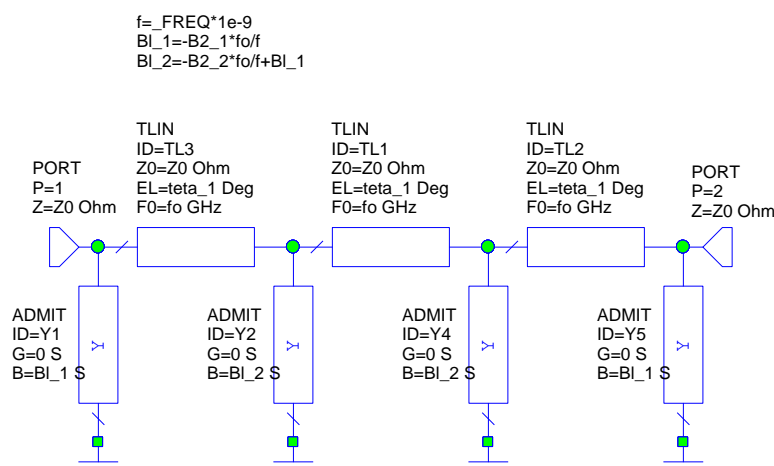 f=_FREQ*1e-9
Bl_1=-B2_1*fo/f
Bl_2=-B2_2*fo/f+Bl_1
PORT
P=1
Z=Z0 Ohm
TLIN
ID=TL3
Z0=Z0 Ohm
EL=teta_1 Deg
F0=fo GHz
TLIN
ID=TL1
Z0=Z0 Ohm
EL=teta_1 Deg
F0=fo GHz
TLIN
ID=TL2
Z0=Z0 Ohm
EL=teta_1 Deg
F0=fo GHz
PORT
P=2
Z=Z0 Ohm
ADMIT
ID=Y1
G=0 S
B=Bl_1 S
Y
ADMIT
ID=Y2
G=0 S
B=Bl_2 S
Y
ADMIT
ID=Y4
G=0 S
B=Bl_2 S
Y
ADMIT
ID=Y5
G=0 S
B=Bl_1 S
Y